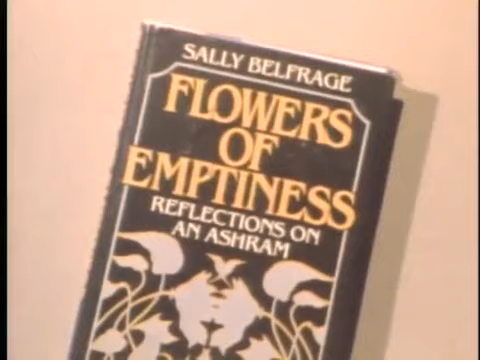 SALLY BELFRAGE
FLOWERS
OF
EMPTINESS
REFLECTIONS ON
AN ASHRAM